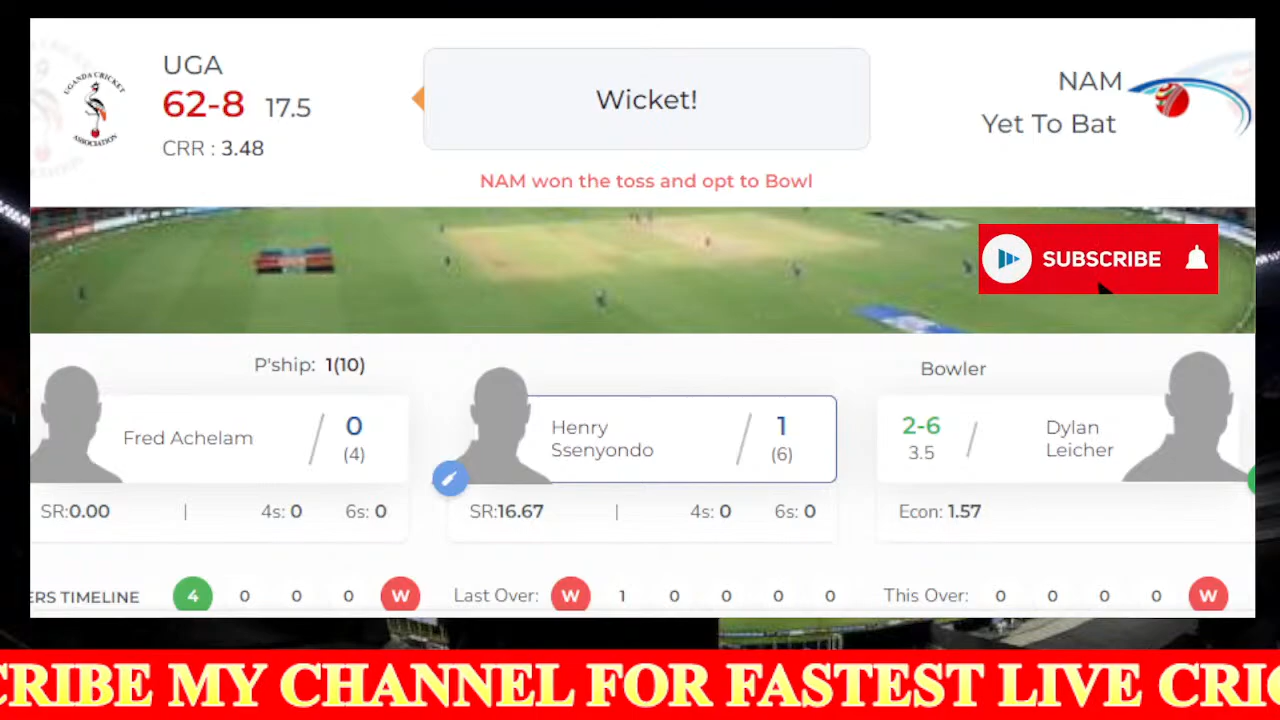 UGANDA CRICKET
ASSOCIATION
UGA
62-8 17.5
CRR : 3.48
Wicket!
NAM
Yet To Bat
NAM won the toss and opt to Bowl
SUBSCRIBE
P'ship: 1(10)
Bowler
Fred Achelam
0
(4)
Henry
Ssenyondo
1
(6)
2-6
3.5
Dylan
Leicher
SR:0.00 | 4s: 0 6s: 0
SR:16.67 | 4s: 0 6s: 0
Econ: 1.57
ERS TIMELINE 4 0 0 0 W Last Over: W 1 0 0 0 0 This Over: 0 0 0 0 W
CRIBE MY CHANNEL FOR FASTEST LIVE CRIC